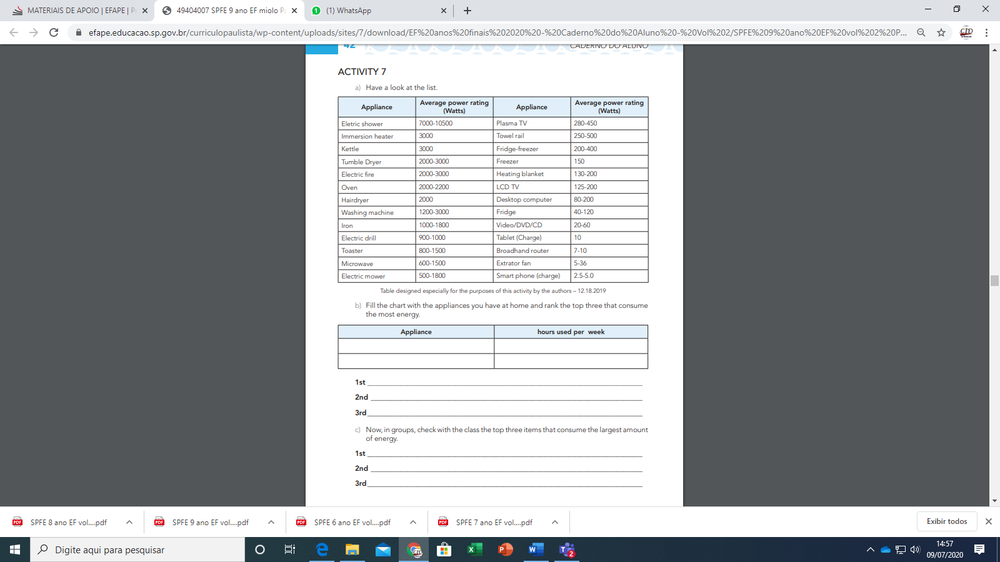 MATERIAIS DE APOIO | EFAPE | P
49404007 SPFE 9 ano EF miolo Pa
1
(1) WhatsApp
efape.educacao.sp.gov.br/curriculopaulista/wp-content/uploads/sites/7/download/EF%20anos%20finais%202020%20-%20Caderno%20do%20Aluno%20-%20Vol%202/SPFE%209%20ano%20EF%20vol%202%20P...
42
CADERNO DO ALUNO
ACTIVITY 7
a) Have a look at the list.
Appliance Average power rating (Watts) Appliance Average power rating (Watts)
Eletric shower 7000-10500 Plasma TV 280-450
Immersion heater 3000 Towel rail 250-500
Kettle 3000 Fridge-freezer 200-400
Tumble Dryer 2000-3000 Freezer 150
Electric fire 2000-3000 Heating blanket 130-200
Oven 2000-2200 LCD TV 125-200
Hairdryer 2000 Desktop computer 80-200
Washing machine 1200-3000 Fridge 40-120
Iron 1000-1800 Video/DVD/CD 20-60
Electric drill 900-1000 Tablet (Charge) 10
Toaster 800-1500 Broadhand router 7-10
Microwave 600-1500 Extrator fan 5-36
Electric mower 500-1800 Smart phone (charge) 2.5-5.0
Table designed especially for the purposes of this activity by the authors – 12.18.2019
b) Fill the chart with the appliances you have at home and rank the top three that consume
the most energy.
Appliance hours used per week
1st
2nd
3rd
c) Now, in groups, check with the class the top three items that consume the largest amount
of energy.
1st
2nd
3rd
SPFE 8 ano EF vol....pdf
SPFE 9 ano EF vol....pdf
SPFE 6 ano EF vol....pdf
SPFE 7 ano EF vol....pdf
Exibir todos
Digite aqui para pesquisar
2
14:57
09/07/2020